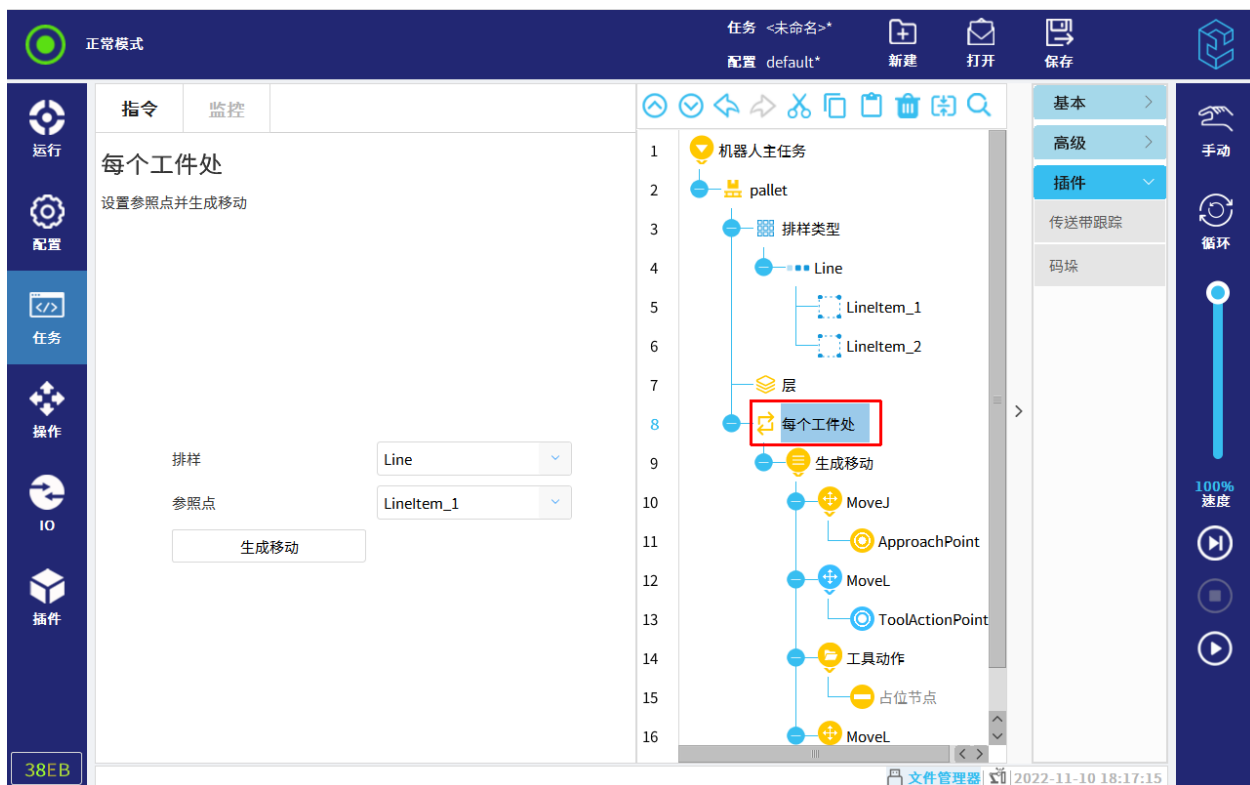 正常模式
任务 <未命名>*
配置 default*
新建
打开
保存
运行
配置
任务
操作
IO
插件
38EB
指令
监控
每个工件处
设置参照点并生成移动
排样
Line
参照点
LineItem_1
生成移动
1 机器人主任务
2 pallet
3 排样类型
4 Line
5 LineItem_1
6 LineItem_2
7 层
8 每个工件处
9 生成移动
10 MoveJ
11 ApproachPoint
12 MoveL
13 ToolActionPoint
14 工具动作
15 占位节点
16 MoveL
基本
高级
插件
传送带跟踪
码垛
手动
循环
100%
速度
文件管理器
2022-11-10 18:17:15